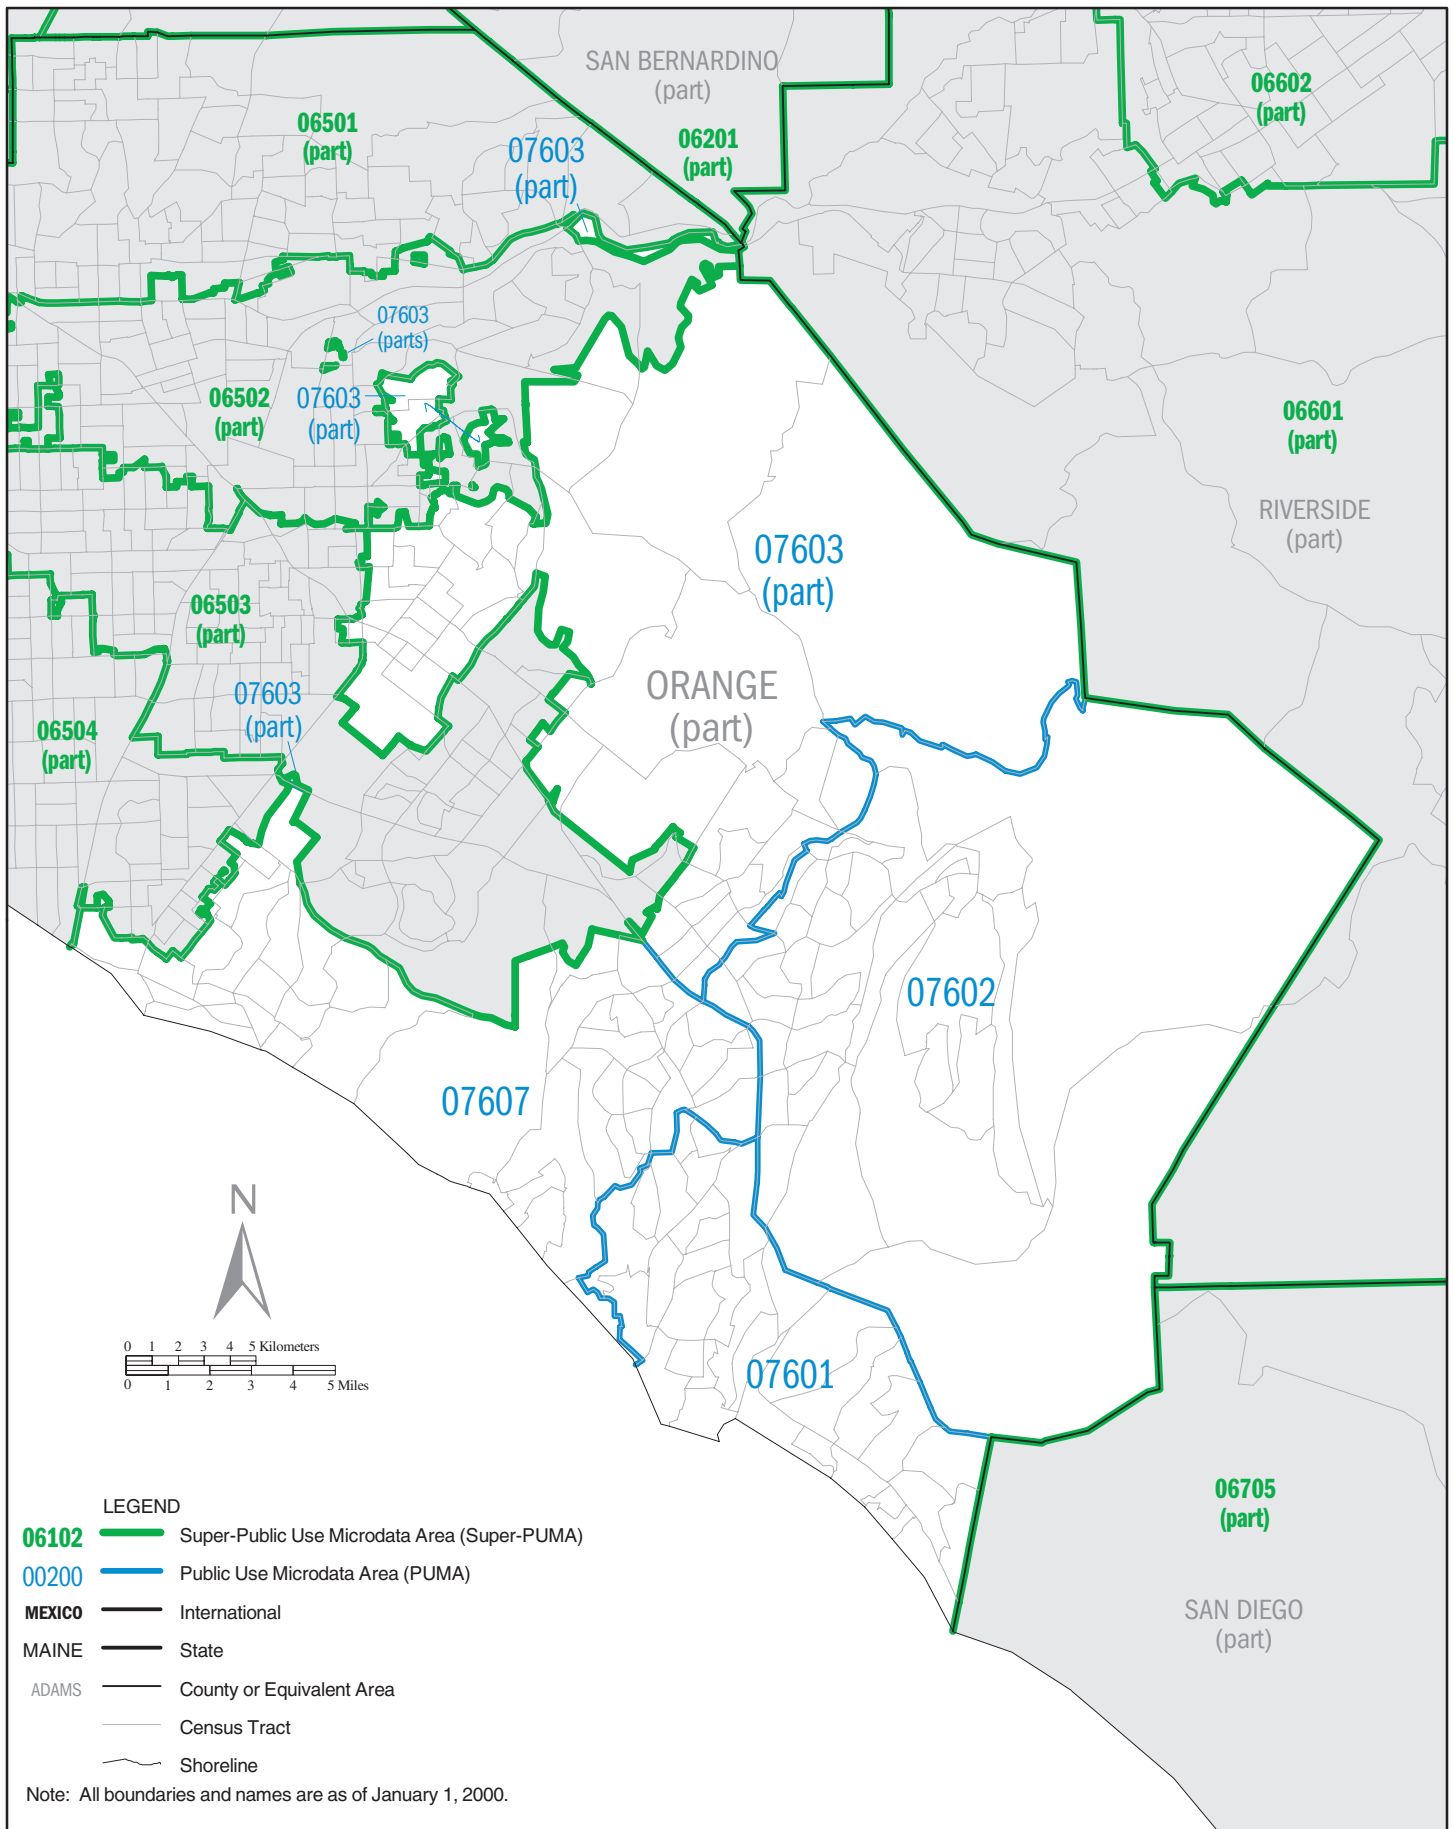 SAN BERNARDINO
(part)
06201
(part)
06602
(part)
06501
(part)
07603
(part)
07603
(parts)
06502
(part)
07603
(part)
06601
(part)
RIVERSIDE
(part)
07603
(part)
06503
(part)
ORANGE
(part)
07603
(part)
06504
(part)
07602
07607
N
0 1 2 3 4 5 Kilometers
0 1 2 3 4 5 Miles
07601
06705
(part)
SAN DIEGO
(part)
LEGEND
06102 Super-Public Use Microdata Area (Super-PUMA)
00200 Public Use Microdata Area (PUMA)
MEXICO International
MAINE State
ADAMS County or Equivalent Area
Census Tract
Shoreline
Note: All boundaries and names are as of January 1, 2000.